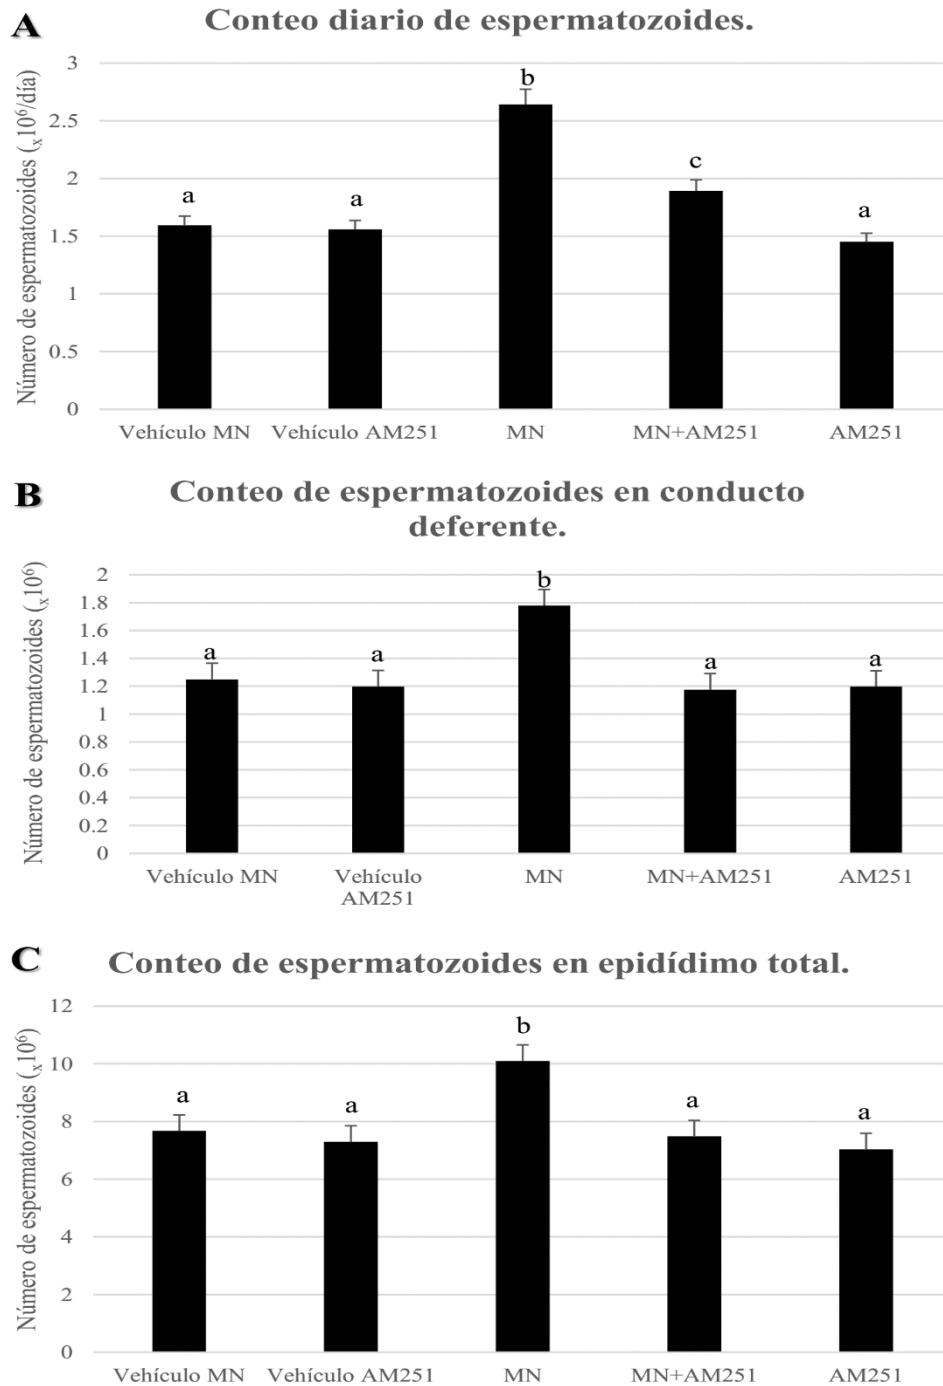 A
Conteo diario de espermatozoides.
Número de espermatozoides (x10⁶/día)
3
2.5
2
1.5
1
0.5
0
a
a
b
c
a
Vehículo MN
Vehículo AM251
MN
MN+AM251
AM251
B
Conteo de espermatozoides en conducto
deferente.
Número de espermatozoides (x10⁶)
2
1.8
1.6
1.4
1.2
1
0.8
0.6
0.4
0.2
0
a
a
b
a
a
Vehículo MN
Vehículo
AM251
MN
MN+AM251
AM251
C
Conteo de espermatozoides en epidídimo total.
Número de espermatozoides (x10⁶)
12
10
8
6
4
2
0
a
a
b
a
a
Vehículo MN
Vehículo AM251
MN
MN+AM251
AM251